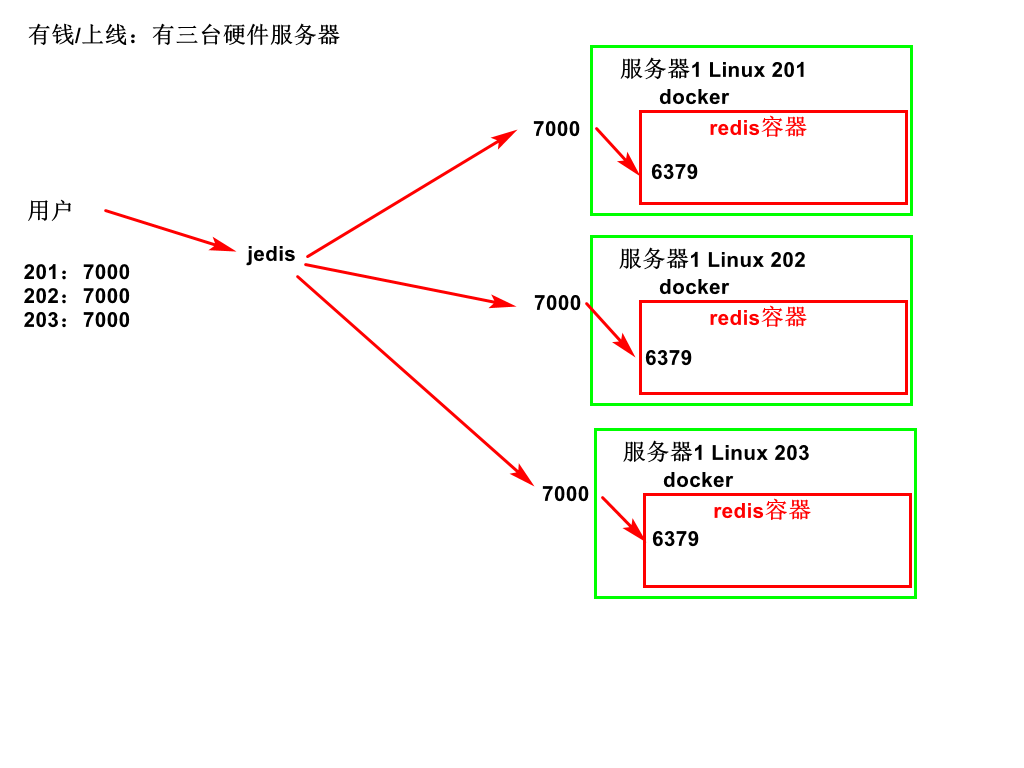 有钱/上线：有三台硬件服务器
服务器1 Linux 201
docker
redis容器
7000
6379
用户
jedis
201：7000
202：7000
203：7000
服务器1 Linux 202
docker
redis容器
7000
6379
服务器1 Linux 203
docker
redis容器
7000
6379